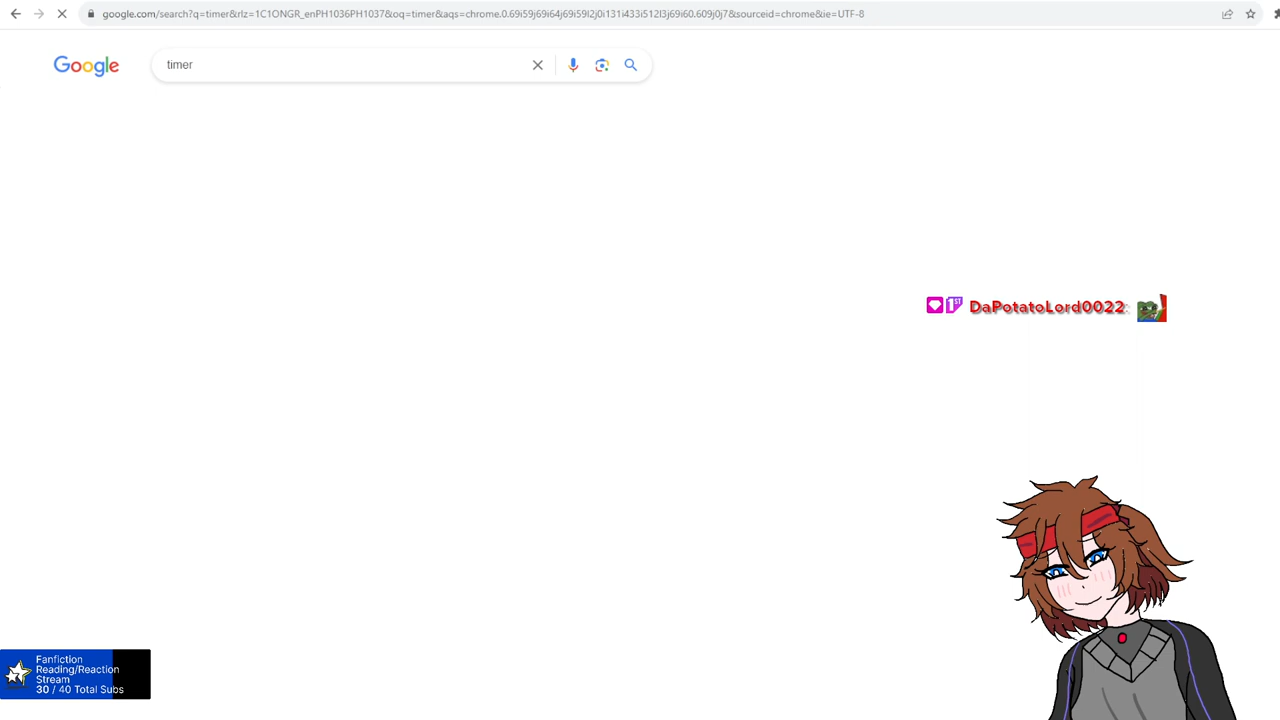 google.com/search?q=timer&rlz=1C1ONGR_enPH1036PH1037&oq=timer&aqs=chrome.0.69i59j69i64j69i59l2j0i131i433i512l3j69i60.609j0j7&sourceid=chrome&ie=UTF-8
Google
timer
DaPotatoLord0022:
Fanfiction
Reading/Reaction
Stream
30 / 40 Total Subs